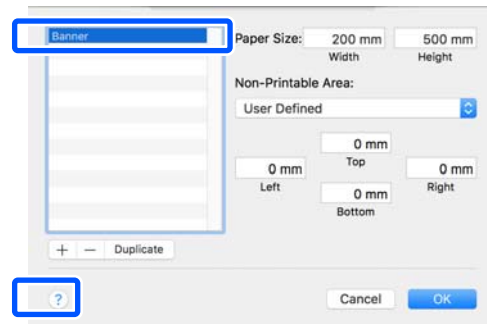 Banner
Paper Size: 200 mm 500 mm
Width Height
Non-Printable Area:
User Defined
0 mm
Top
0 mm 0 mm
Left Right
0 mm
Bottom
+ — Duplicate
? Cancel OK